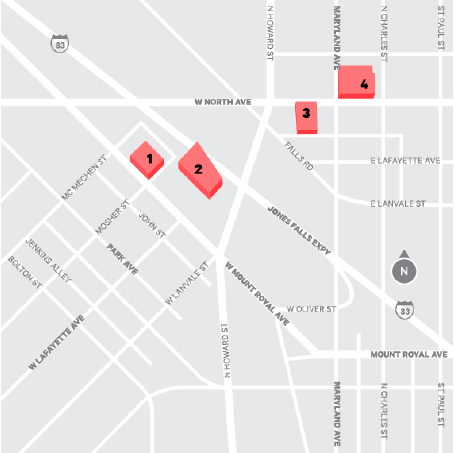 N HOWARD ST
MARYLAND AVE
N CHARLES ST
ST PAUL ST
83
4
W NORTH AVE
3
1
2
FALLS RD
E LAFAYETTE AVE
MC MECHEN ST
E LANVALE ST
MOSHER ST
JOHN ST
JONES FALLS EXPY
JENKINS ALLEY
PARK AVE
BOLTON ST
W LANVALE ST
W MOUNT ROYAL AVE
N
83
W OLIVER ST
W LAFAYETTE AVE
N HOWARD ST
MOUNT ROYAL AVE
MARYLAND AVE
N CHARLES ST
ST PAUL ST